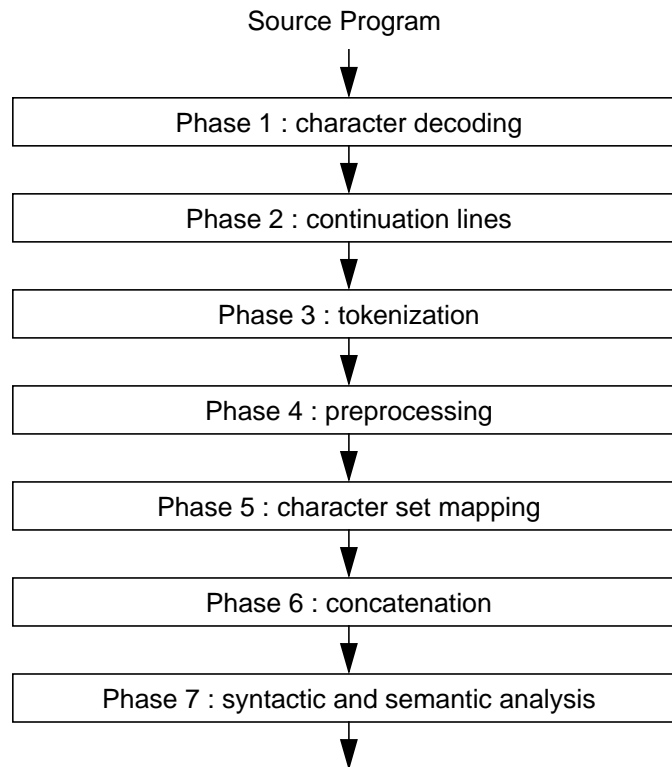 Source Program
Phase 1 : character decoding
Phase 2 : continuation lines
Phase 3 : tokenization
Phase 4 : preprocessing
Phase 5 : character set mapping
Phase 6 : concatenation
Phase 7 : syntactic and semantic analysis